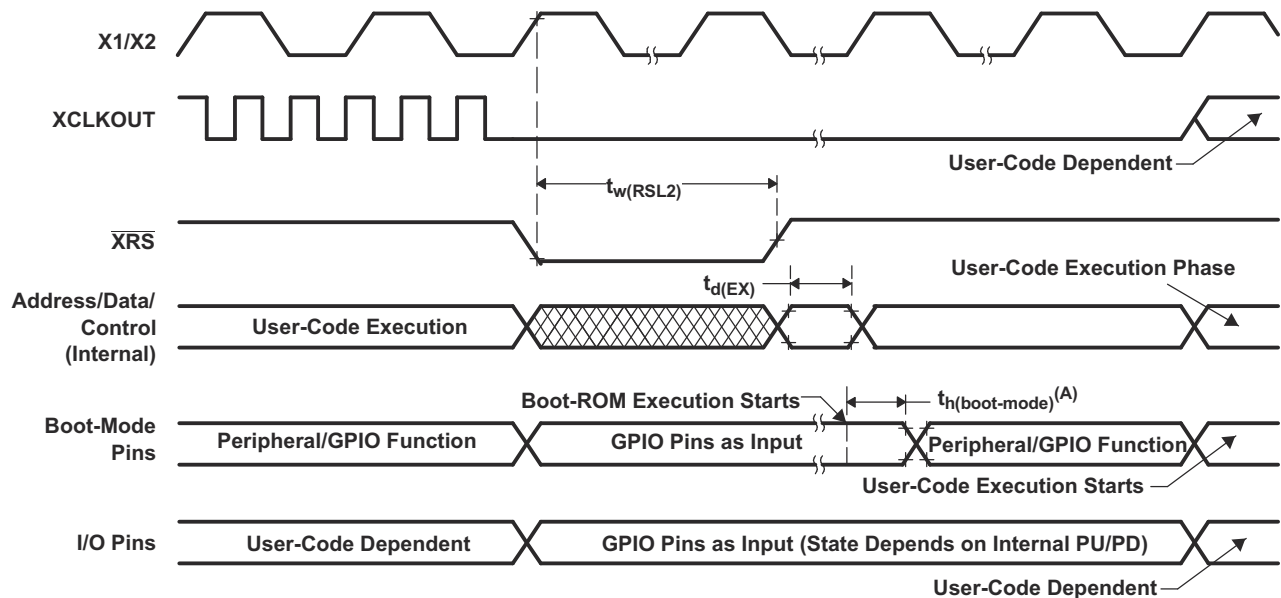 X1/X2
XCLKOUT
User-Code Dependent
tw(RSL2)
XRS
User-Code Execution Phase
td(EX)
Address/Data/
Control
(Internal)
User-Code Execution
Boot-ROM Execution Starts
th(boot-mode)(A)
Boot-Mode
Pins
Peripheral/GPIO Function
GPIO Pins as Input
Peripheral/GPIO Function
User-Code Execution Starts
I/O Pins
User-Code Dependent
GPIO Pins as Input (State Depends on Internal PU/PD)
User-Code Dependent